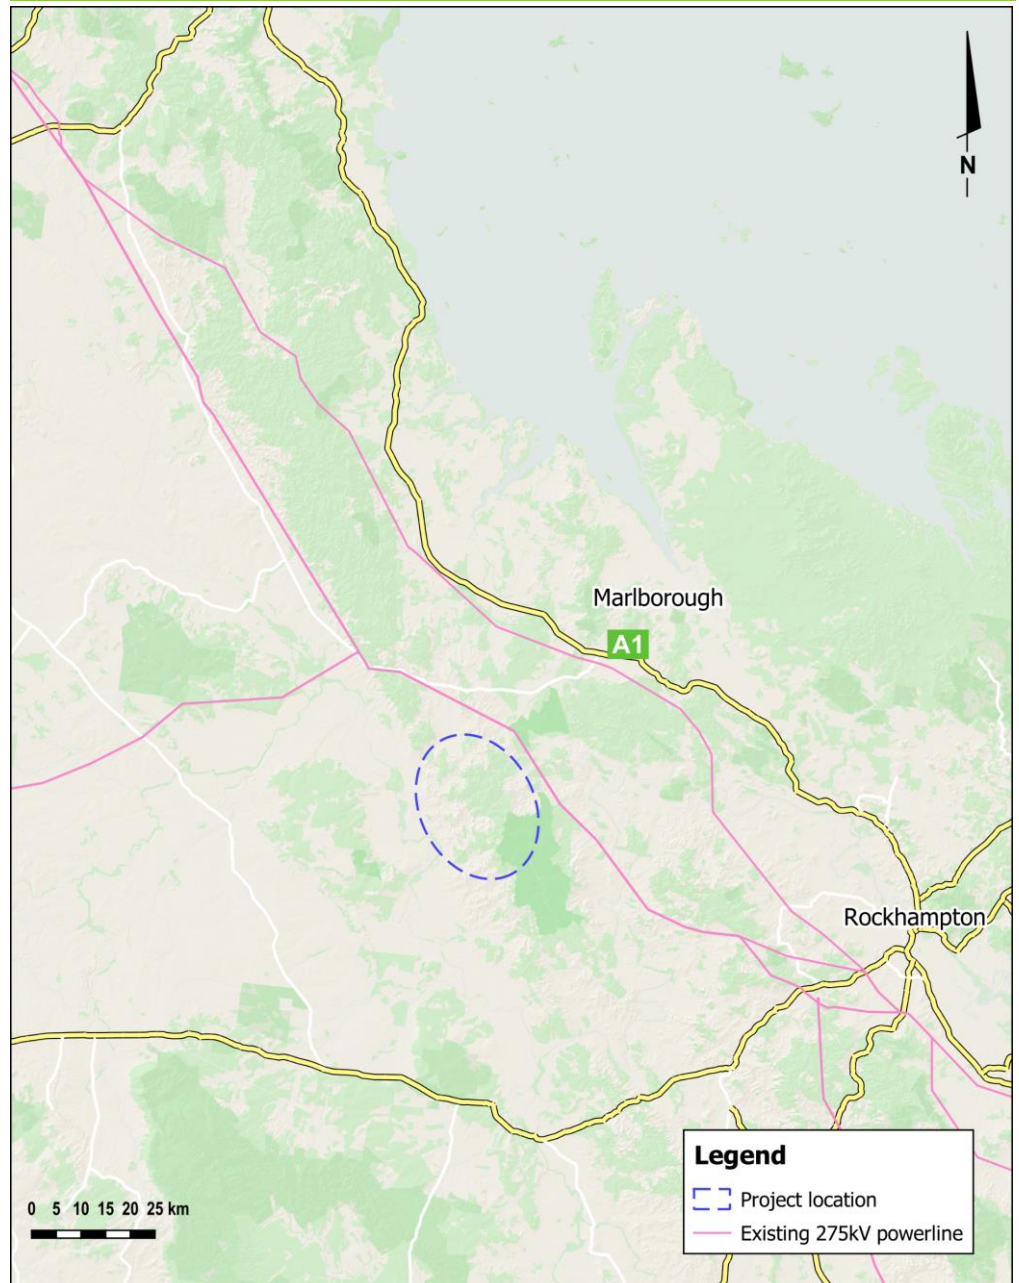 N
Marlborough
A1
Rockhampton
Legend
Project location
Existing 275kV powerline
0 5 10 15 20 25 km